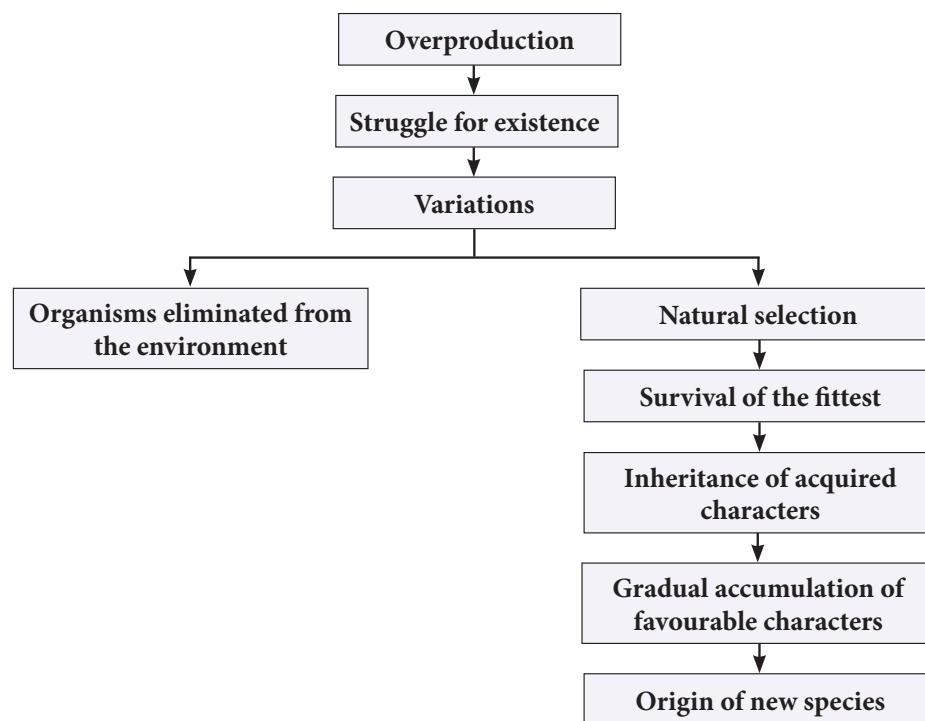 Overproduction
Struggle for existence
Variations
Organisms eliminated from
the environment
Natural selection
Survival of the fittest
Inheritance of acquired
characters
Gradual accumulation of
favourable characters
Origin of new species